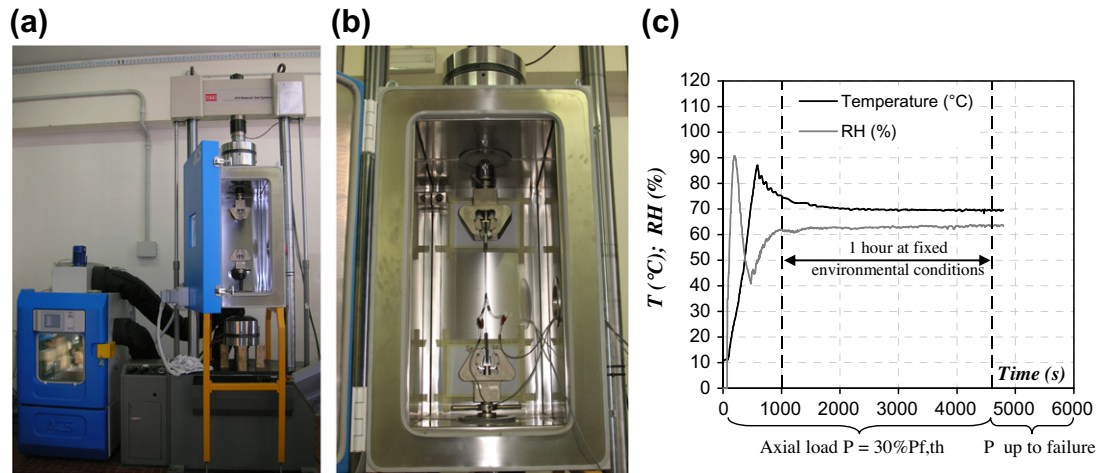 (a)
(b)
(c)
120
110
100
90
80
70
60
50
40
30
20
10
0
T (°C); RH (%)
Temperature (°C)
RH (%)
1 hour at fixed
environmental conditions
Time (s)
0 1000 2000 3000 4000 5000 6000
Axial load P = 30%Pf,th
P up to failure